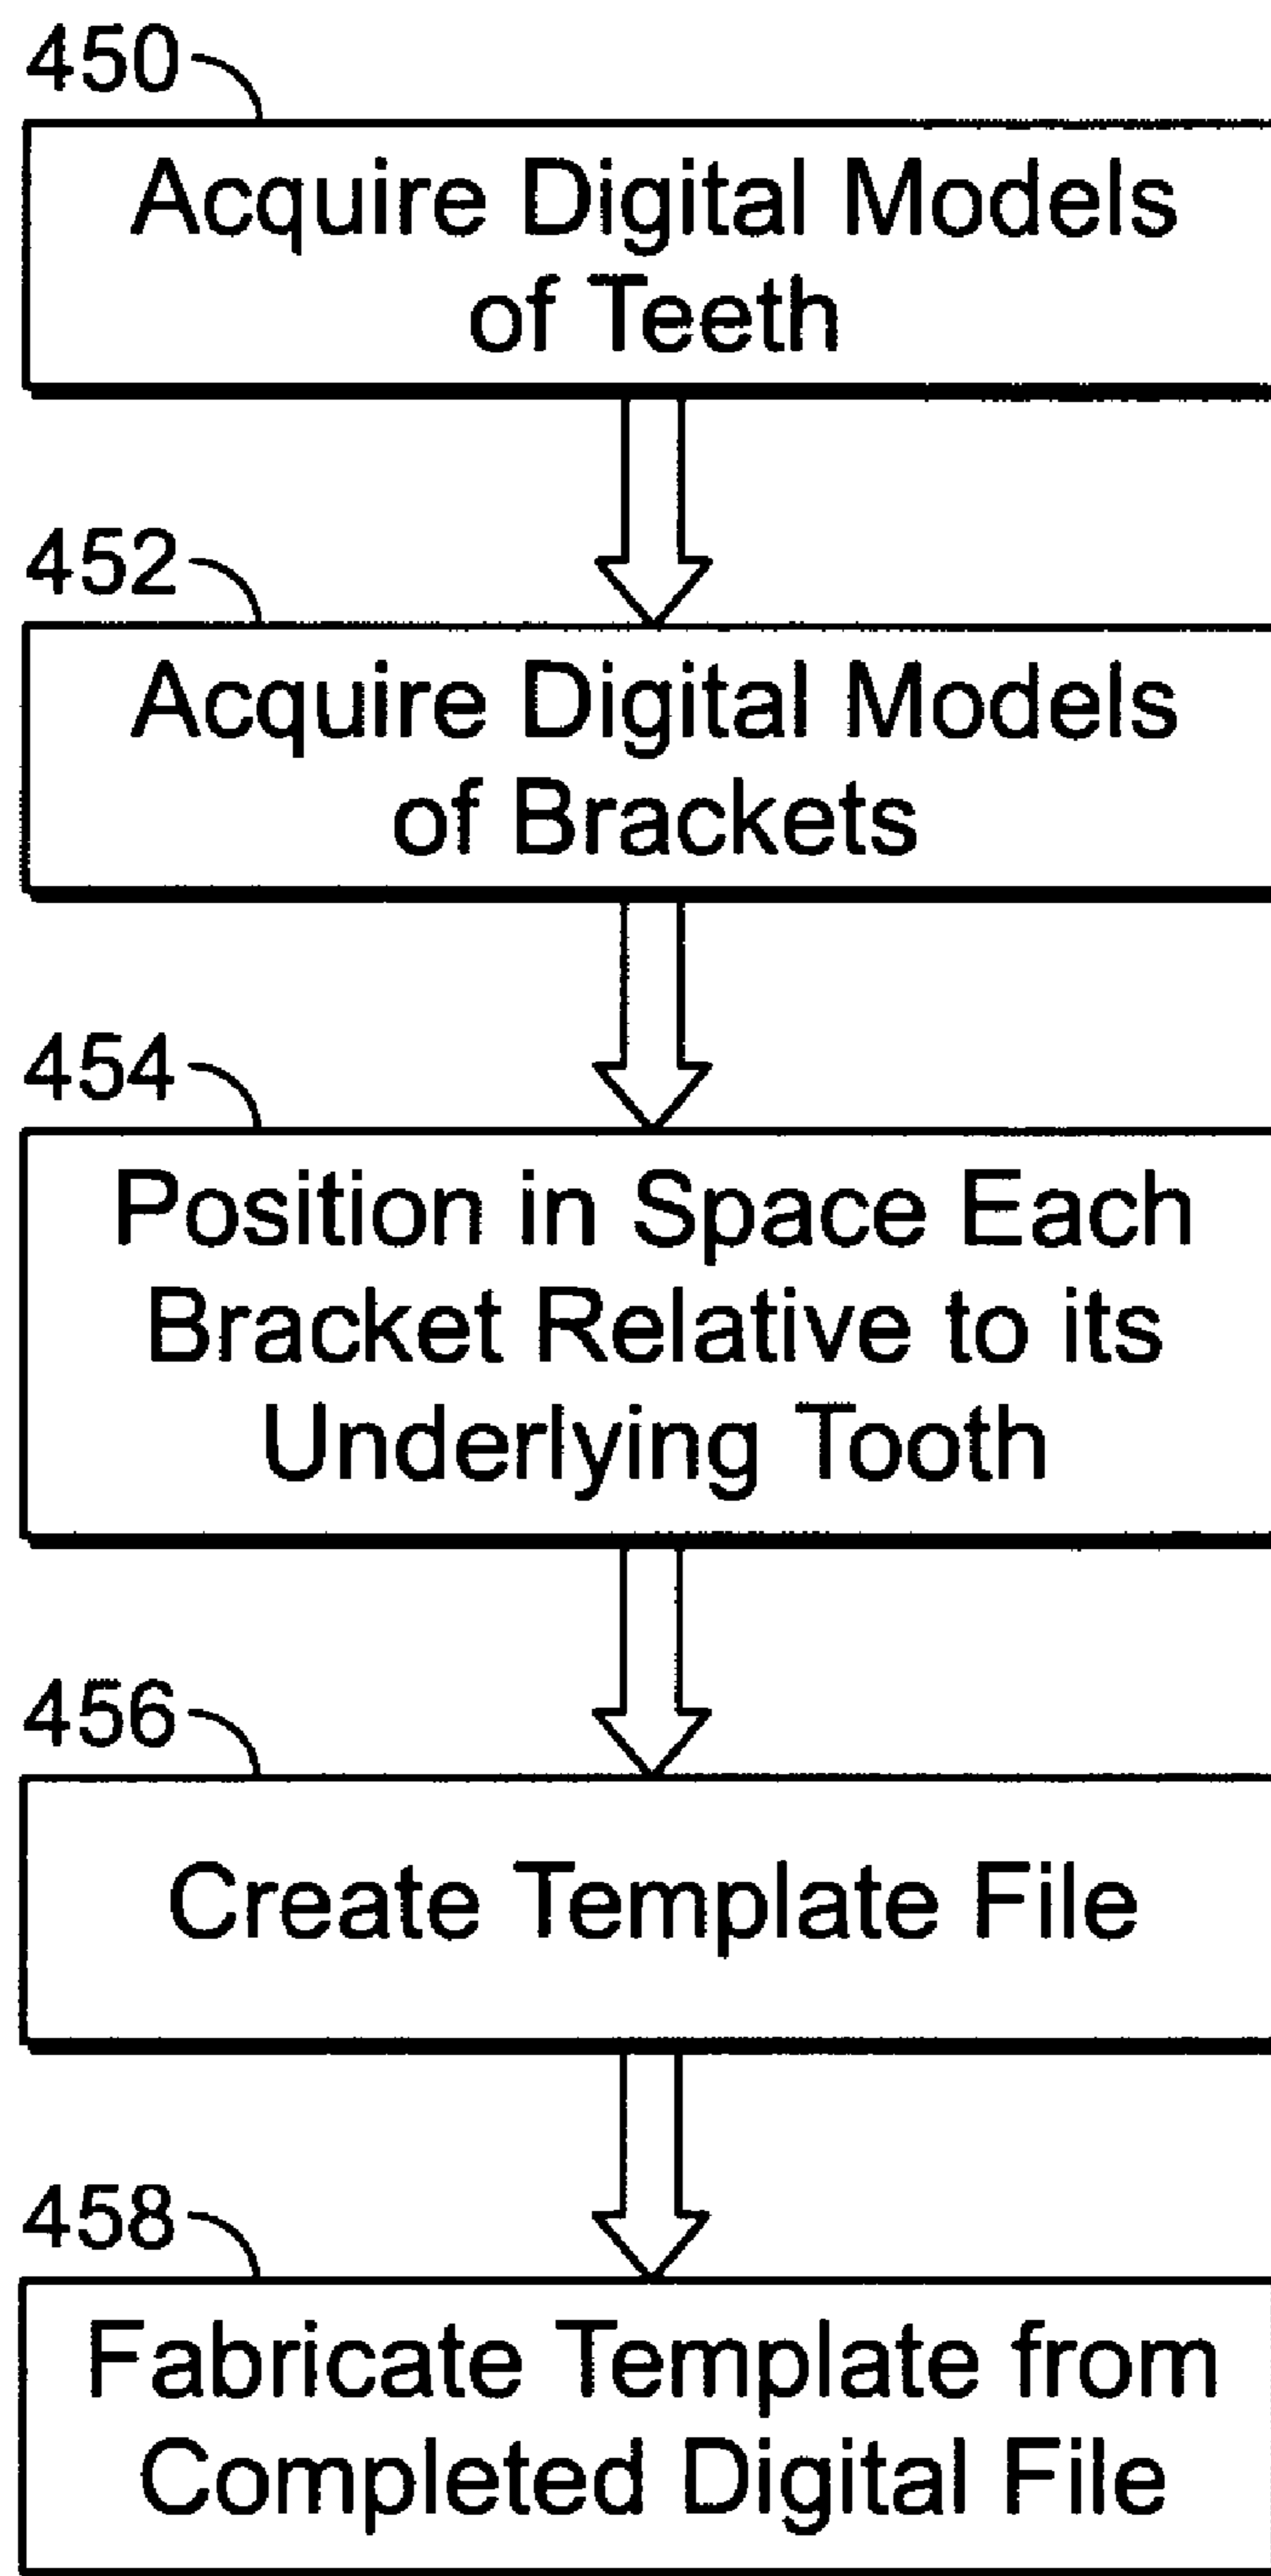 450
Acquire Digital Models
of Teeth
452
Acquire Digital Models
of Brackets
454
Position in Space Each
Bracket Relative to its
Underlying Tooth
456
Create Template File
458
Fabricate Template from
Completed Digital File